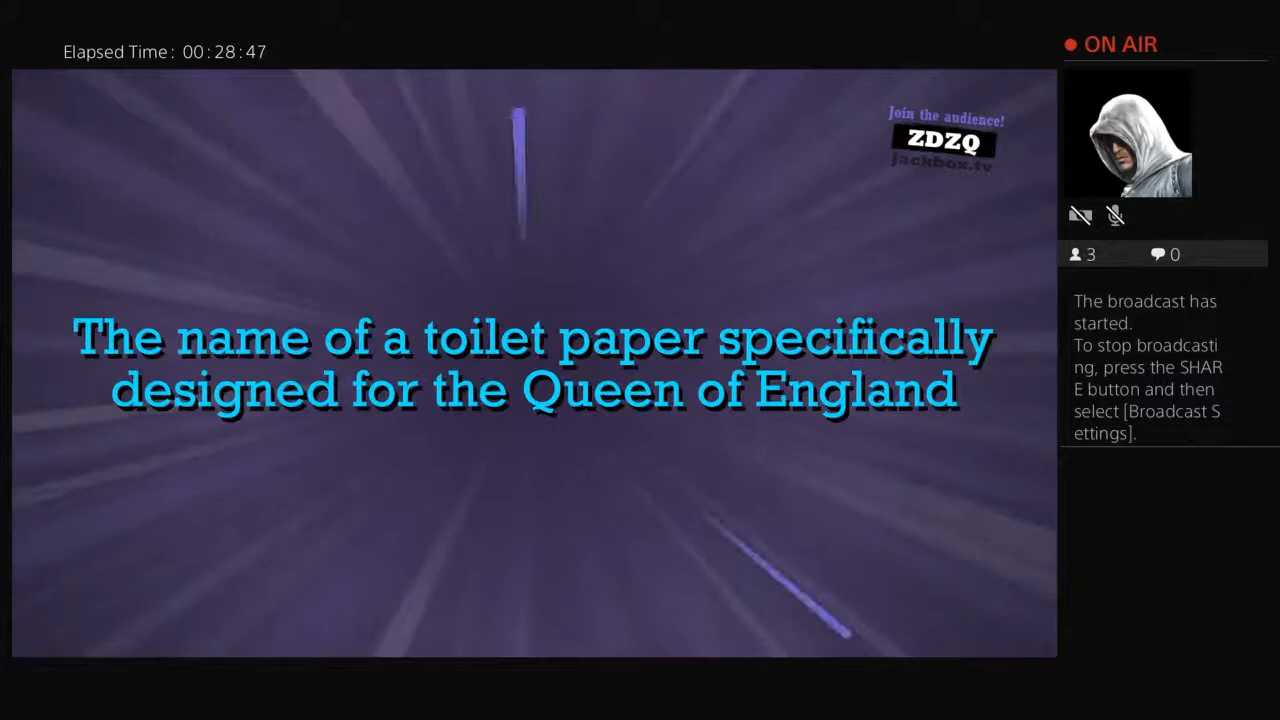 Elapsed Time: 00:28:47
ON AIR
Join the audience!
ZDZQ
jackbox.tv
The name of a toilet paper specifically
designed for the Queen of England
3 0
The broadcast has
started.
To stop broadcasti
ng, press the SHAR
E button and then
select [Broadcast S
ettings].